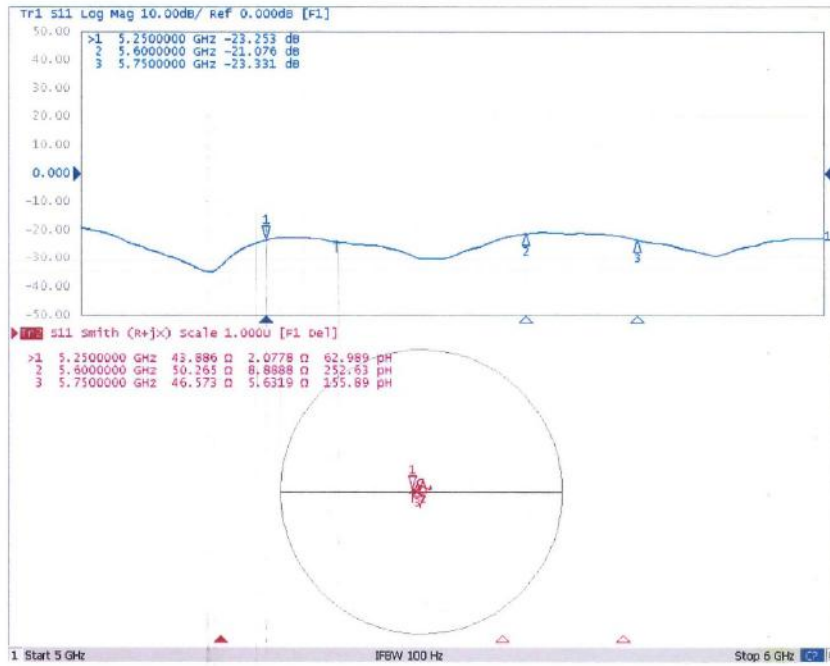 Tr1 S11 Log Mag 10.00dB/ Ref 0.000dB [F1]
50.00
>1 5.2500000 GHz -23.253 dB
2 5.6000000 GHz -21.076 dB
3 5.7500000 GHz -23.331 dB
40.00
30.00
20.00
10.00
0.000
-10.00
-20.00
-30.00
-40.00
-50.00
1
2
3
1
S11 Smith (R+jX) Scale 1.000U [F1 Del]
>1 5.2500000 GHz 43.886 Ω 2.0778 Ω 62.989 pH
2 5.6000000 GHz 50.265 Ω 8.8888 Ω 252.63 pH
3 5.7500000 GHz 46.573 Ω 5.6319 Ω 155.89 pH
1
1 Start 5 GHz IFBW 100 Hz Stop 6 GHz